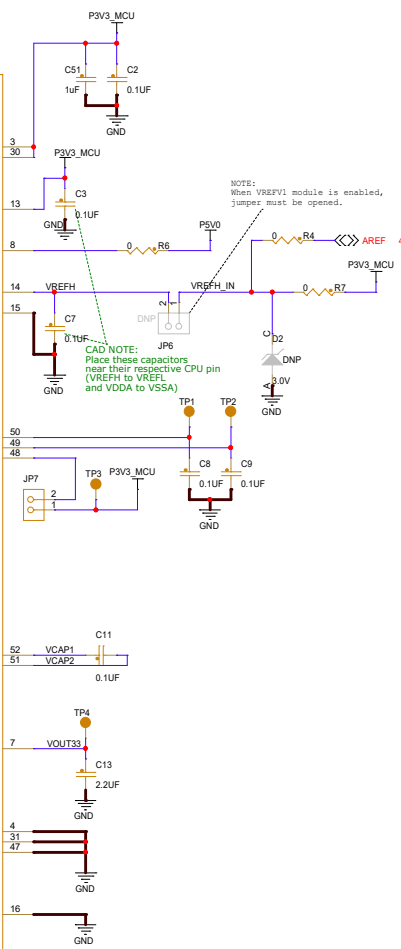 P3V3_MCU
C51
1uF
C2
0.1UF
GND
3
30
P3V3_MCU
13
C3
0.1UF
GND
NOTE:
When VREFV1 module is enabled,
jumper must be opened.
8
0
R6
P5V0
0
R4
AREF
4
P3V3_MCU
14
VREFH
2
1
VREFH_IN
0
R7
15
DNP
JP6
C7
0.1UF
GND
CAD NOTE:
Place these capacitors
near their respective CPU pin
(VREFH to VREFL
and VDDA to VSSA)
C
D2
DNP
A
3.0V
GND
TP1
TP2
50
49
48
C8
0.1UF
C9
0.1UF
GND
JP7
2
1
TP3
P3V3_MCU
52
VCAP1
51
VCAP2
C11
0.1UF
TP4
7
VOUT33
C13
2.2UF
GND
4
31
47
GND
16
GND